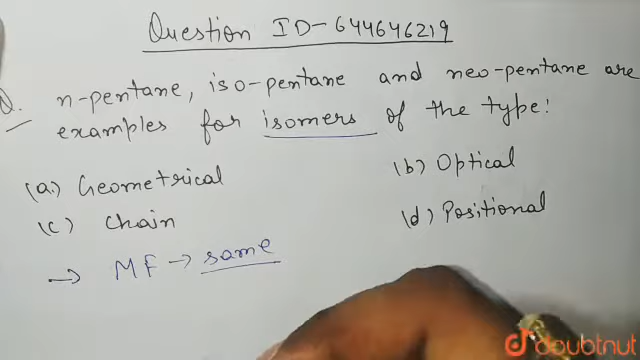 Question ID-644646219
Q. n-pentane, iso-pentane and neo-pentane are
examples for isomers of the type:
(a) Geometrical
(b) Optical
(c) Chain
(d) Positional
→ MF → same
doubtnut